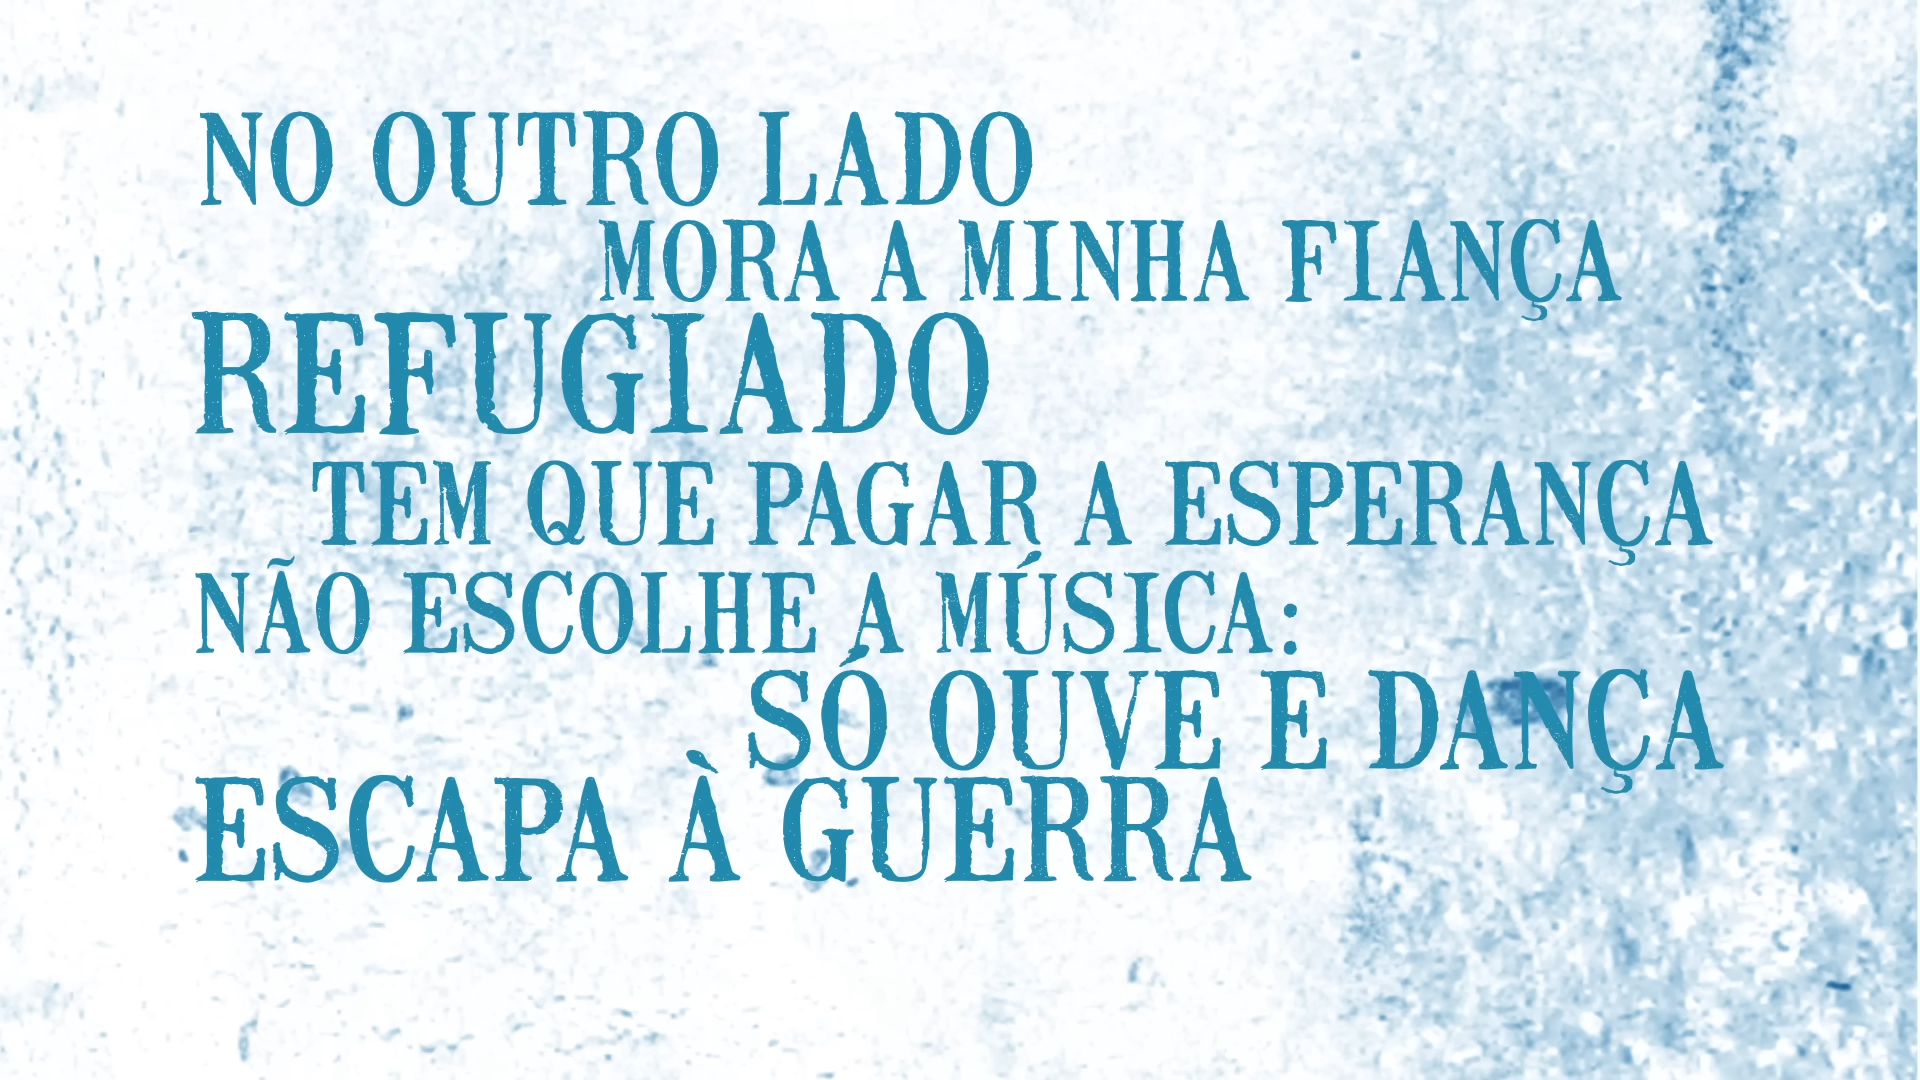 NO OUTRO LADO
MORA A MINHA FIANÇA
REFUGIADO
TEM QUE PAGAR A ESPERANÇA
NÃO ESCOLHE A MÚSICA:
SÓ OUVE E DANÇA
ESCAPA À GUERRA